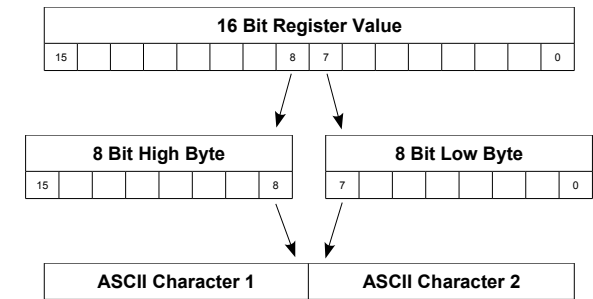 16 Bit Register Value
15 8 7 0
8 Bit High Byte 8 Bit Low Byte
15 8 7 0
ASCII Character 1 ASCII Character 2